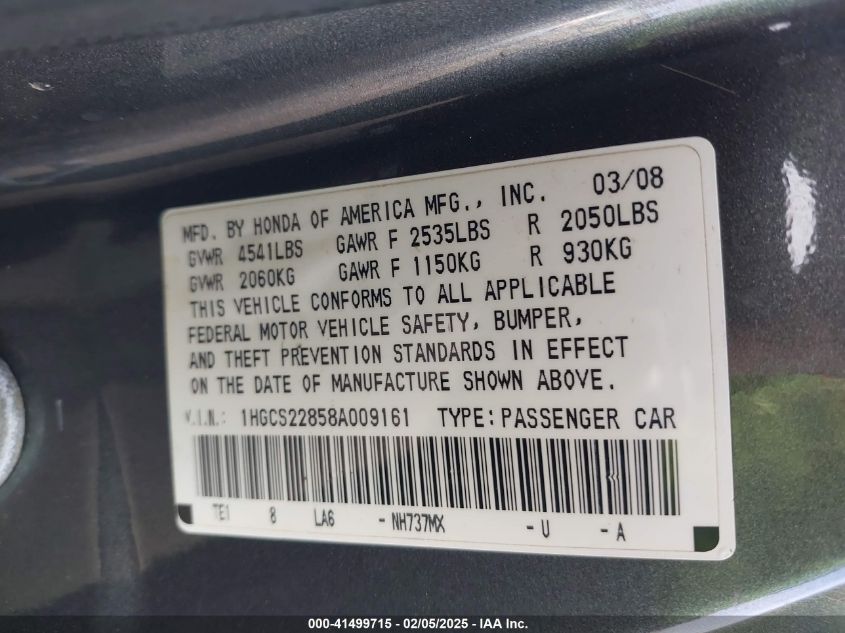 MFD. BY HONDA OF AMERICA MFG., INC. 03/08
GVWR 4541LBS GAWR F 2535LBS R 2050LBS
GVWR 2060KG GAWR F 1150KG R 930KG
THIS VEHICLE CONFORMS TO ALL APPLICABLE
FEDERAL MOTOR VEHICLE SAFETY, BUMPER,
AND THEFT PREVENTION STANDARDS IN EFFECT
ON THE DATE OF MANUFACTURE SHOWN ABOVE.
V.I.N.: 1HGCS22858A009161 TYPE: PASSENGER CAR
TE1 8 LA6 - NH737MX - U - A
000-41499715 - 02/05/2025 - IAA Inc.